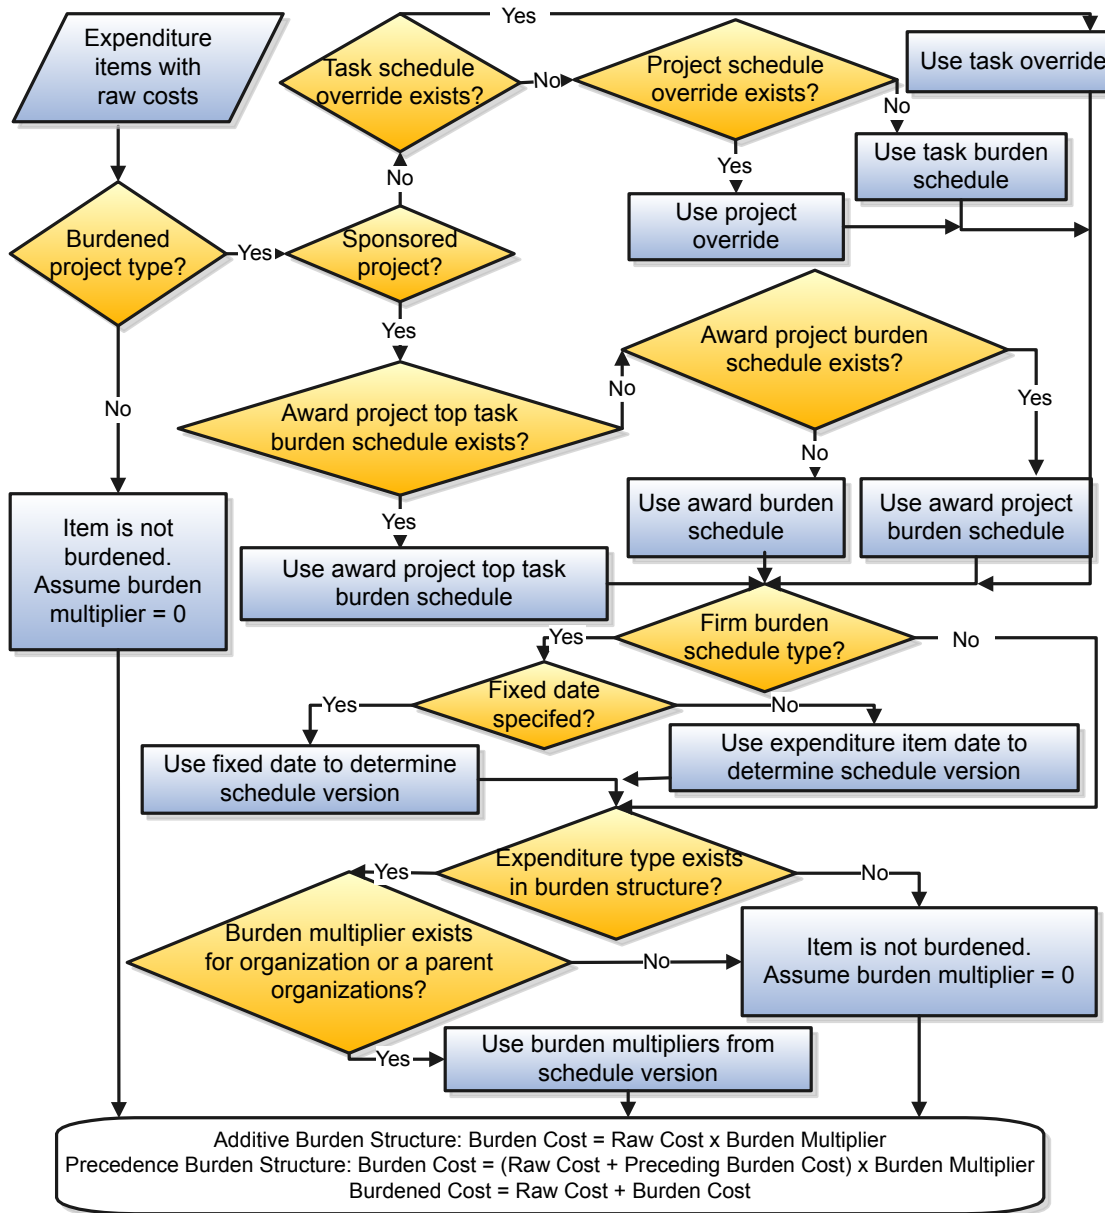 Expenditure
items with
raw costs
Task schedule
override exists?
Yes
No
Project schedule
override exists?
Use task override
No
Yes
Use task burden
schedule
Use project
override
No
Burdened
project type?
Yes
Sponsored
project?
Yes
No
Award project burden
schedule exists?
No
Yes
Award project top task
burden schedule exists?
No
Yes
Item is not
burdened.
Assume burden
multiplier = 0
Use award burden
schedule
Use award project
burden schedule
Use award project top task
burden schedule
Firm burden
schedule type?
Yes
No
Fixed date
specifed?
Yes
No
Use fixed date to determine
schedule version
Use expenditure item date to
determine schedule version
Expenditure type exists
in burden structure?
Yes
No
Burden multiplier exists
for organization or a parent
organizations?
No
Item is not burdened.
Assume burden multiplier = 0
Yes
Use burden multipliers from
schedule version
Additive Burden Structure: Burden Cost = Raw Cost x Burden Multiplier
Precedence Burden Structure: Burden Cost = (Raw Cost + Preceding Burden Cost) x Burden Multiplier
Burdened Cost = Raw Cost + Burden Cost